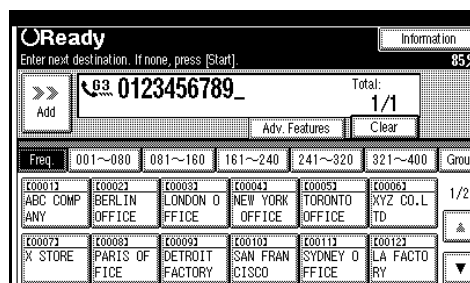 Ready
Information
Enter next destination. If none, press [Start].
85%
Add
G3 0123456789_
Total:
1/1
Adv. Features
Clear
Freq.
001~080
081~160
161~240
241~320
321~400
Grou
[00001]
ABC COMP
ANY
[00002]
BERLIN
OFFICE
[00003]
LONDON O
FFICE
[00004]
NEW YORK
OFFICE
[00005]
TORONTO
OFFICE
[00006]
XYZ CO.L
TD
1/2
[00007]
X STORE
[00008]
PARIS OF
FICE
[00009]
DETROIT
FACTORY
[00010]
SAN FRAN
CISCO
[00011]
SYDNEY O
FFICE
[00012]
LA FACTO
RY